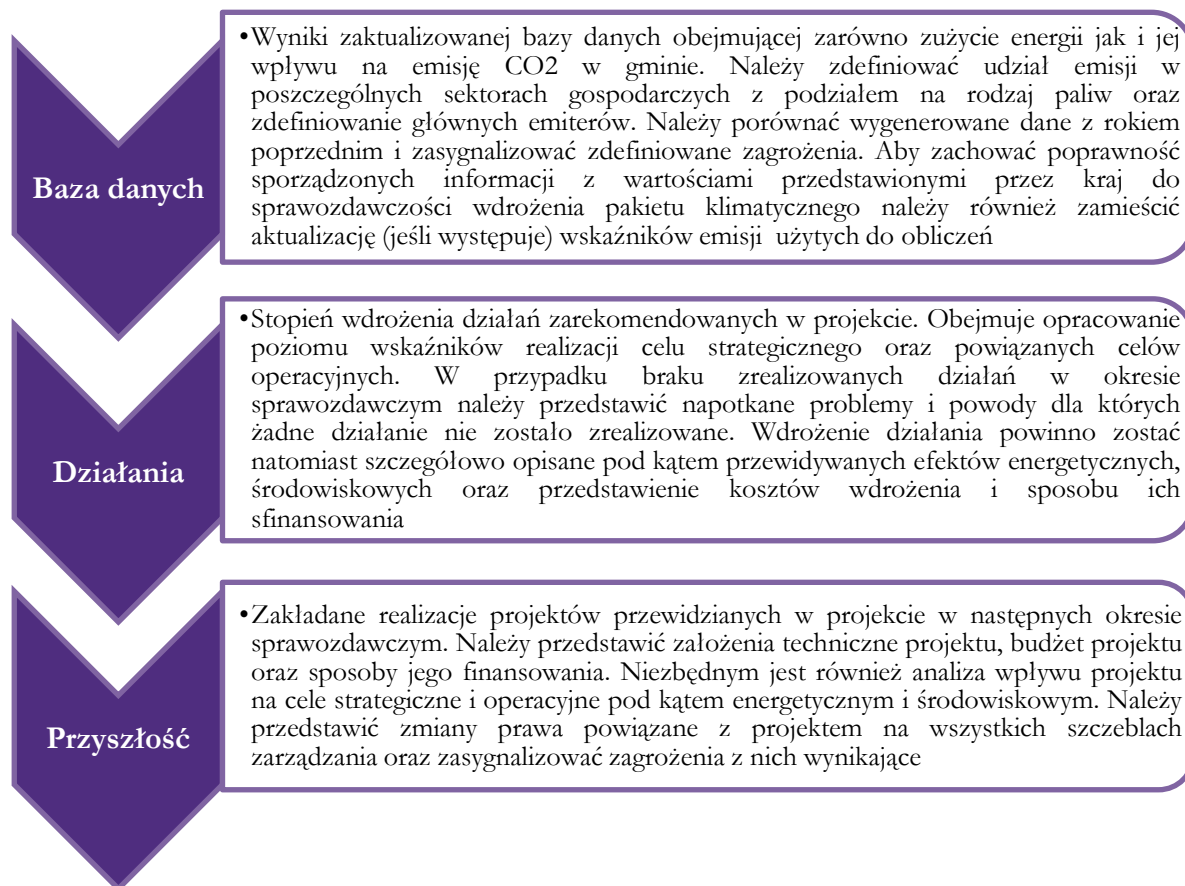 Baza danych
•Wyniki zaktualizowanej bazy danych obejmującej zarówno zużycie energii jak i jej
wpływu na emisję CO2 w gminie. Należy zdefiniować udział emisji w
poszczególnych sektorach gospodarczych z podziałem na rodzaj paliw oraz
zdefiniowanie głównych emiterów. Należy porównać wygenerowane dane z rokiem
poprzednim i zasygnalizować zdefiniowane zagrożenia. Aby zachować poprawność
sporządzonych informacji z wartościami przedstawionymi przez kraj do
sprawozdawczości wdrożenia pakietu klimatycznego należy również zamieścić
aktualizację (jeśli występuje) wskaźników emisji użytych do obliczeń
Działania
•Stopień wdrożenia działań zarekomendowanych w projekcie. Obejmuje opracowanie
poziomu wskaźników realizacji celu strategicznego oraz powiązanych celów
operacyjnych. W przypadku braku zrealizowanych działań w okresie
sprawozdawczym należy przedstawić napotkane problemy i powody dla których
żadne działanie nie zostało zrealizowane. Wdrożenie działania powinno zostać
natomiast szczegółowo opisane pod kątem przewidywanych efektów energetycznych,
środowiskowych oraz przedstawienie kosztów wdrożenia i sposobu ich
sfinansowania
Przyszłość
•Zakładane realizacje projektów przewidzianych w projekcie w następnych okresie
sprawozdawczym. Należy przedstawić założenia techniczne projektu, budżet projektu
oraz sposoby jego finansowania. Niezbędnym jest również analiza wpływu projektu
na cele strategiczne i operacyjne pod kątem energetycznym i środowiskowym. Należy
przedstawić zmiany prawa powiązane z projektem na wszystkich szczeblach
zarządzania oraz zasygnalizować zagrożenia z nich wynikające